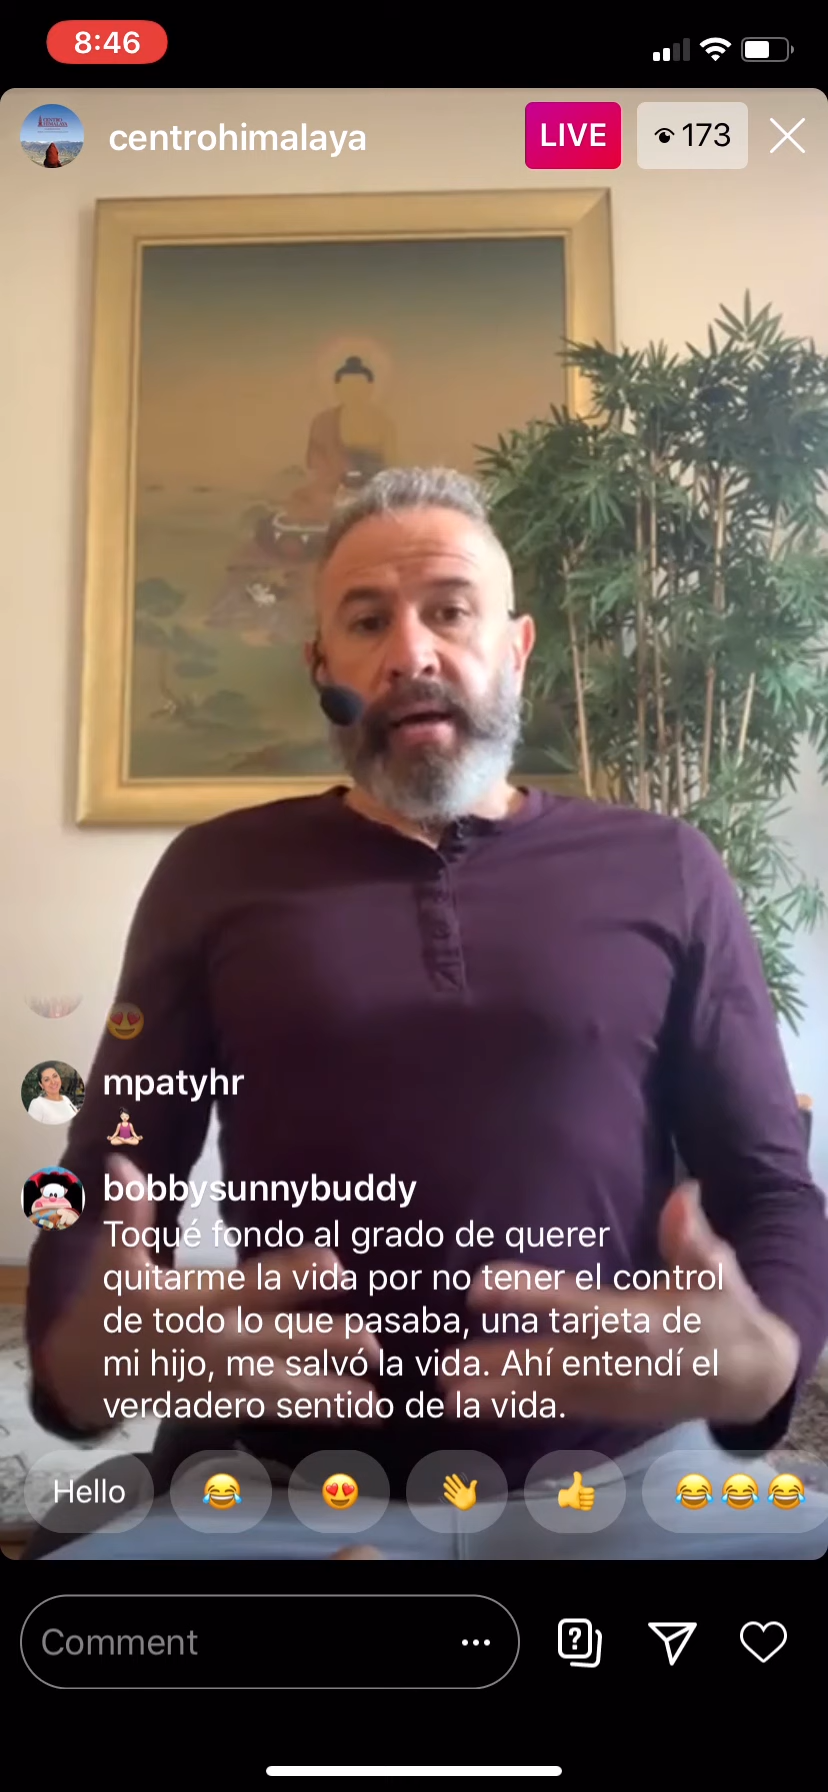 8:46
centrohimalaya
LIVE
173
mpatyhr
bobbysunnybuddy
Toqué fondo al grado de querer
quitarme la vida por no tener el control
de todo lo que pasaba, una tarjeta de
mi hijo, me salvó la vida. Ahí entendí el
verdadero sentido de la vida.
Hello
Comment